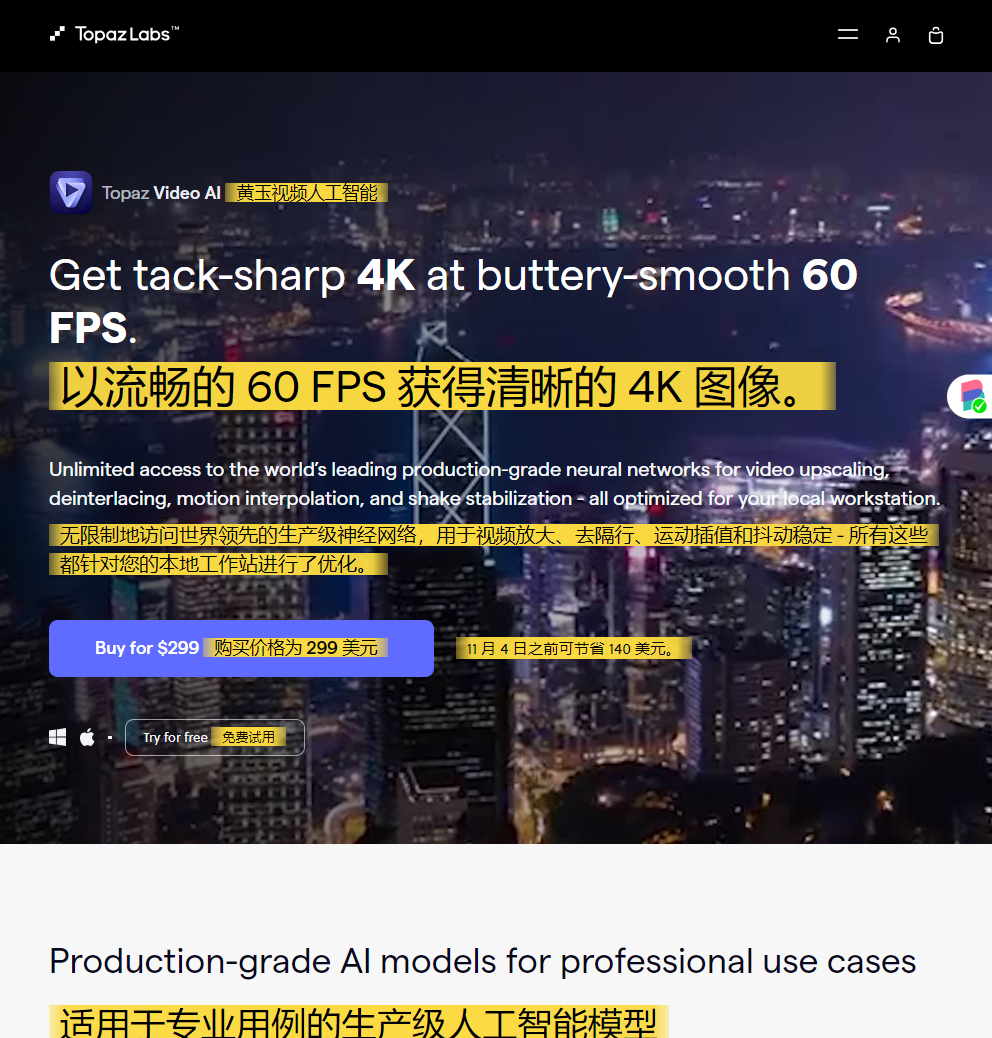 Topaz Labs™
Topaz Video AI 黄玉视频人工智能
Get tack-sharp 4K at buttery-smooth 60
FPS.
以流畅的 60 FPS 获得清晰的 4K 图像。
Unlimited access to the world’s leading production-grade neural networks for video upscaling,
deinterlacing, motion interpolation, and shake stabilization - all optimized for your local workstation.
无限制地访问世界领先的生产级神经网络，用于视频放大、去隔行、运动插值和抖动稳定 - 所有这些
都针对您的本地工作站进行了优化。
Buy for $299 购买价格为 299 美元
11 月 4 日之前可节省 140 美元。
Try for free 免费试用
Production-grade AI models for professional use cases
适用于专业用例的生产级人工智能模型